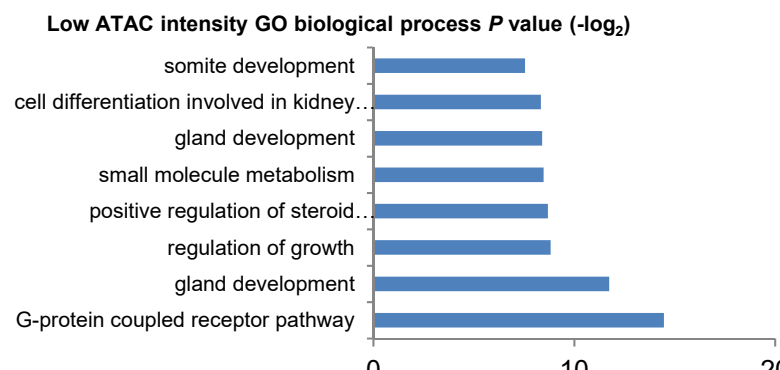 Low ATAC intensity GO biological process P value (-log₂)
somite development
cell differentiation involved in kidney…
gland development
small molecule metabolism
positive regulation of steroid…
regulation of growth
gland development
G-protein coupled receptor pathway
0 10 20